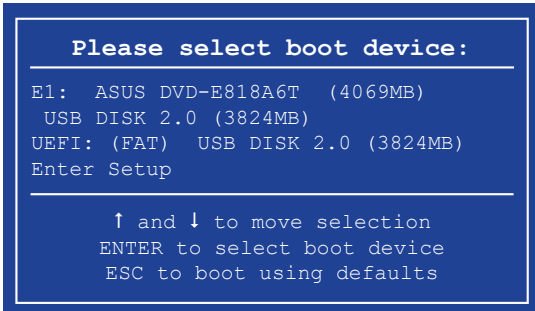 Please select boot device:
E1: ASUS DVD-E818A6T (4069MB)
USB DISK 2.0 (3824MB)
UEFI: (FAT) USB DISK 2.0 (3824MB)
Enter Setup
↑ and ↓ to move selection
ENTER to select boot device
ESC to boot using defaults